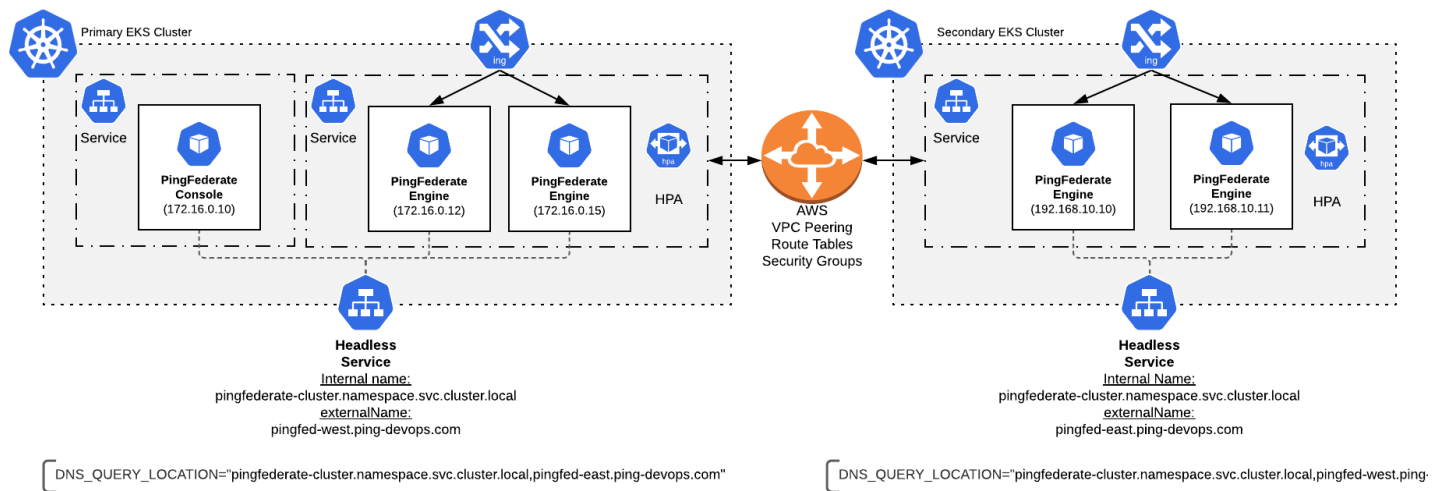 Primary EKS Cluster
ing
Service
PingFederate
Console
(172.16.0.10)
Service
PingFederate
Engine
(172.16.0.12)
PingFederate
Engine
(172.16.0.15)
hpa
HPA
Headless
Service
Internal name:
pingfederate-cluster.namespace.svc.cluster.local
externalName:
pingfed-west.ping-devops.com
DNS_QUERY_LOCATION="pingfederate-cluster.namespace.svc.cluster.local,pingfed-east.ping-devops.com"
AWS
VPC Peering
Route Tables
Security Groups
Secondary EKS Cluster
ing
Service
PingFederate
Engine
(192.168.10.10)
PingFederate
Engine
(192.168.10.11)
hpa
HPA
Headless
Service
Internal Name:
pingfederate-cluster.namespace.svc.cluster.local
externalName:
pingfed-east.ping-devops.com
DNS_QUERY_LOCATION="pingfederate-cluster.namespace.svc.cluster.local,pingfed-west.ping-